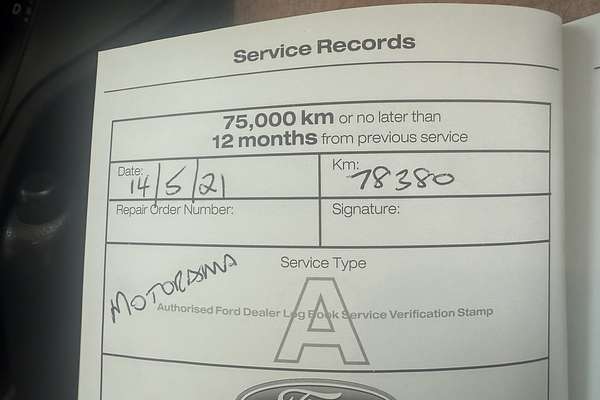 Service Records
75,000 km or no later than
12 months from previous service
Date: 14/5/21
Km: 78380
Repair Order Number:
Signature:
Service Type
MOTORAMA
A
Authorised Ford Dealer Log Book Service Verification Stamp